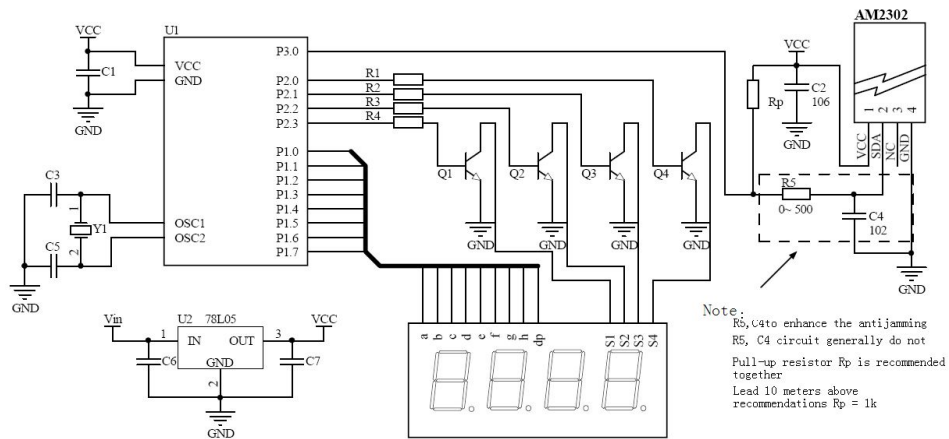 AM2302
U1
VCC
C1
GND
VCC
GND
P3.0
P2.0
P2.1
P2.2
P2.3
P1.0
P1.1
P1.2
P1.3
P1.4
P1.5
P1.6
P1.7
OSC1
OSC2
R1
R2
R3
R4
Q1
Q2
Q3
Q4
GND
GND
GND
GND
VCC
Rp
C2
106
GND
1
2
3
4
VCC
SDA
NC
GND
R5
0~ 500
C4
102
GND
C3
1
Y1
2
C5
GND
Vin
U2 78L05
VCC
1
IN OUT
3
GND
2
C6
C7
GND
a
b
c
d
e
f
g
h
dp
S1
S2
S3
S4
Note:
R5,C4to enhance the antijamming
R5, C4 circuit generally do not
Pull-up resistor Rp is recommended
together
Lead 10 meters above
recommendations Rp = 1k